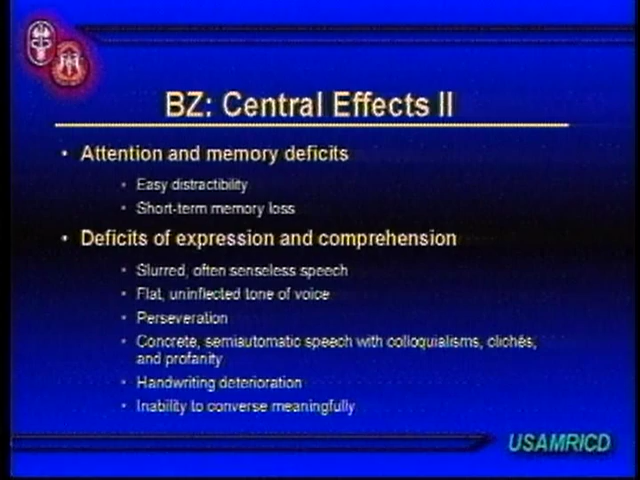 BZ: Central Effects II
• Attention and memory deficits
• Easy distractibility
• Short-term memory loss
• Deficits of expression and comprehension
• Slurred, often senseless speech
• Flat, uninflected tone of voice
• Perseveration
• Concrete, semiautomatic speech with colloquialisms, clichés,
and profanity
• Handwriting deterioration
• Inability to converse meaningfully
USAMRICD